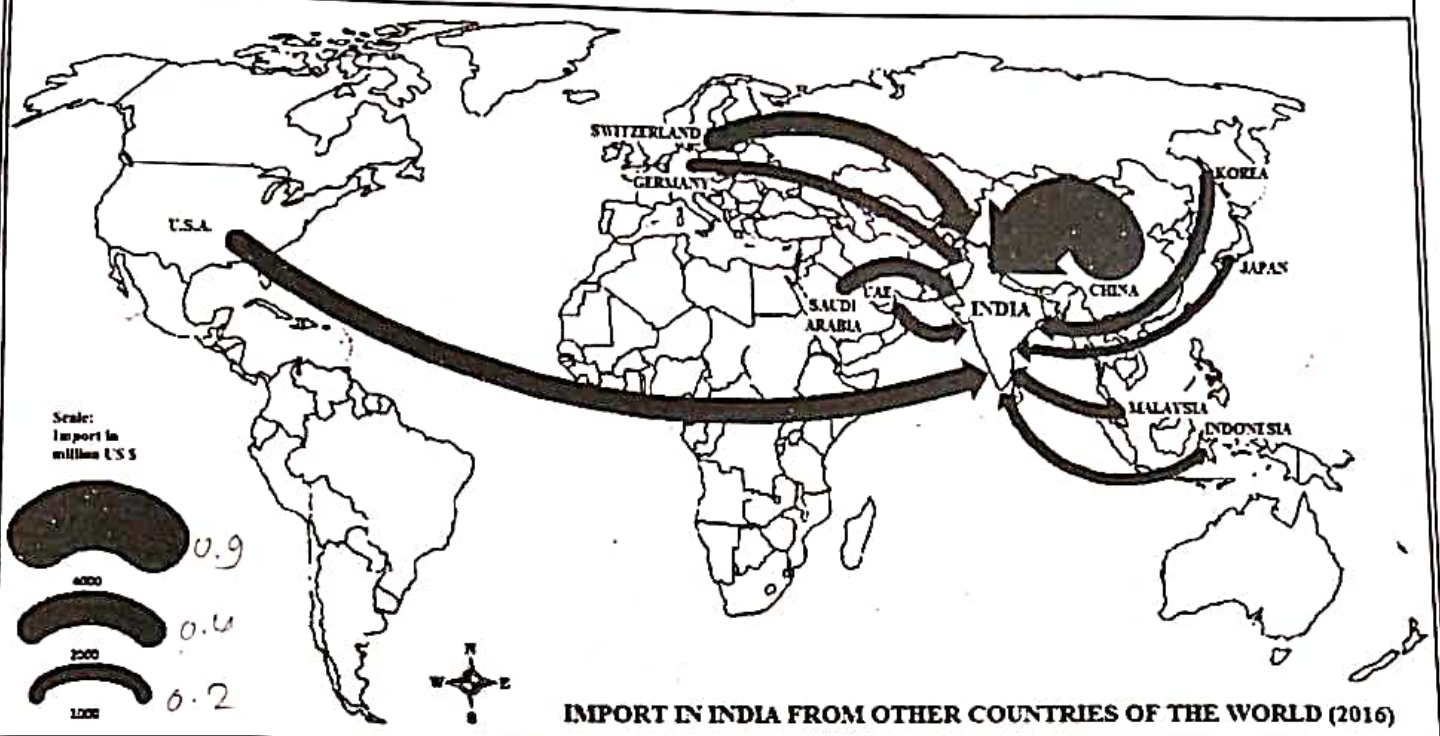 SWITZERLAND
GERMANY
KOREA
U.S.A.
JAPAN
CHINA
UAE
SAUDI
ARABIA
INDIA
MALAYSIA
INDONESIA
Scale:
Import in
million US $
0.9
4000
0.4
2000
0.2
1000
N
W E
S
IMPORT IN INDIA FROM OTHER COUNTRIES OF THE WORLD (2016)